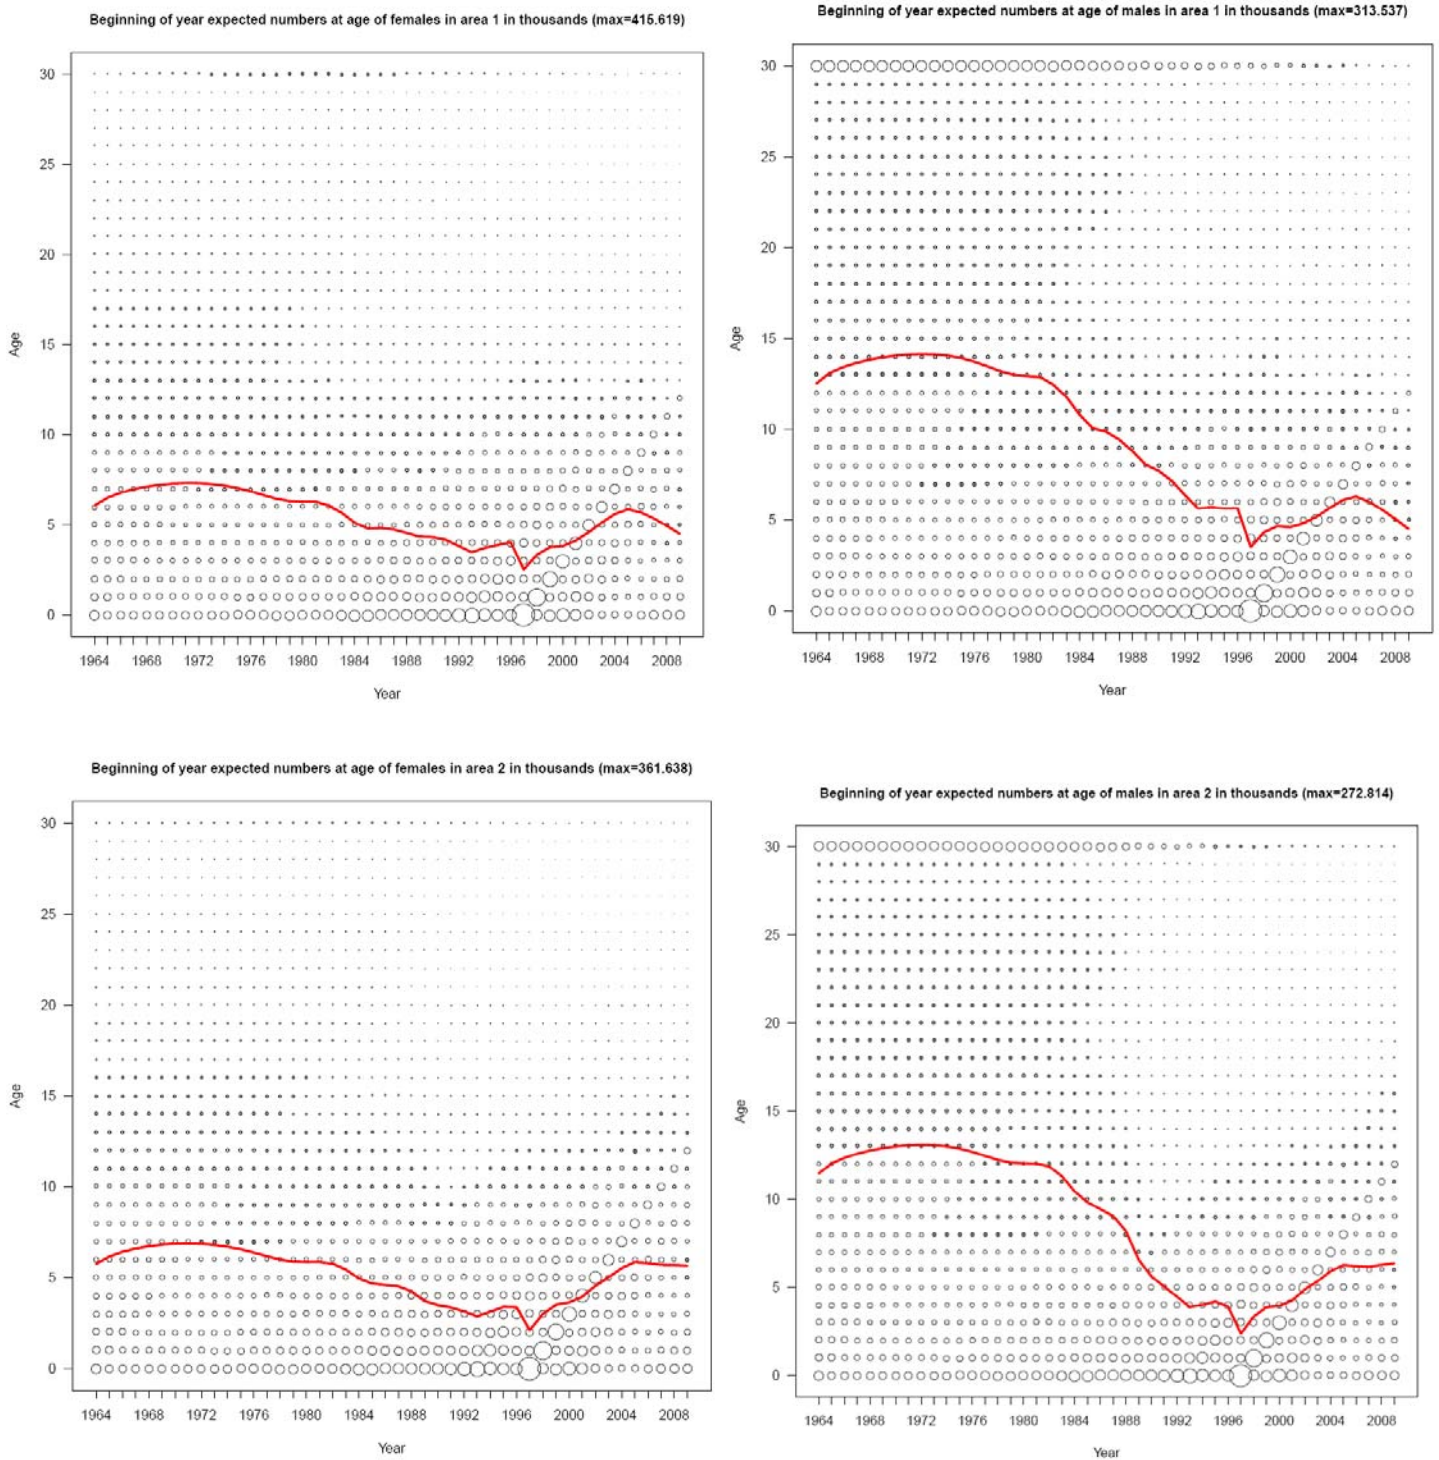 Beginning of year expected numbers at age of females in area 1 in thousands (max=415.619)
30
25
20
15
10
5
0
Age
1964 1968 1972 1976 1980 1984 1988 1992 1996 2000 2004 2008
Year
Beginning of year expected numbers at age of males in area 1 in thousands (max=313.537)
30
25
20
15
10
5
0
Age
1964 1968 1972 1976 1980 1984 1988 1992 1996 2000 2004 2008
Year
Beginning of year expected numbers at age of females in area 2 in thousands (max=361.638)
30
25
20
15
10
5
0
Age
1964 1968 1972 1976 1980 1984 1988 1992 1996 2000 2004 2008
Year
Beginning of year expected numbers at age of males in area 2 in thousands (max=272.814)
30
25
20
15
10
5
0
Age
1964 1968 1972 1976 1980 1984 1988 1992 1996 2000 2004 2008
Year